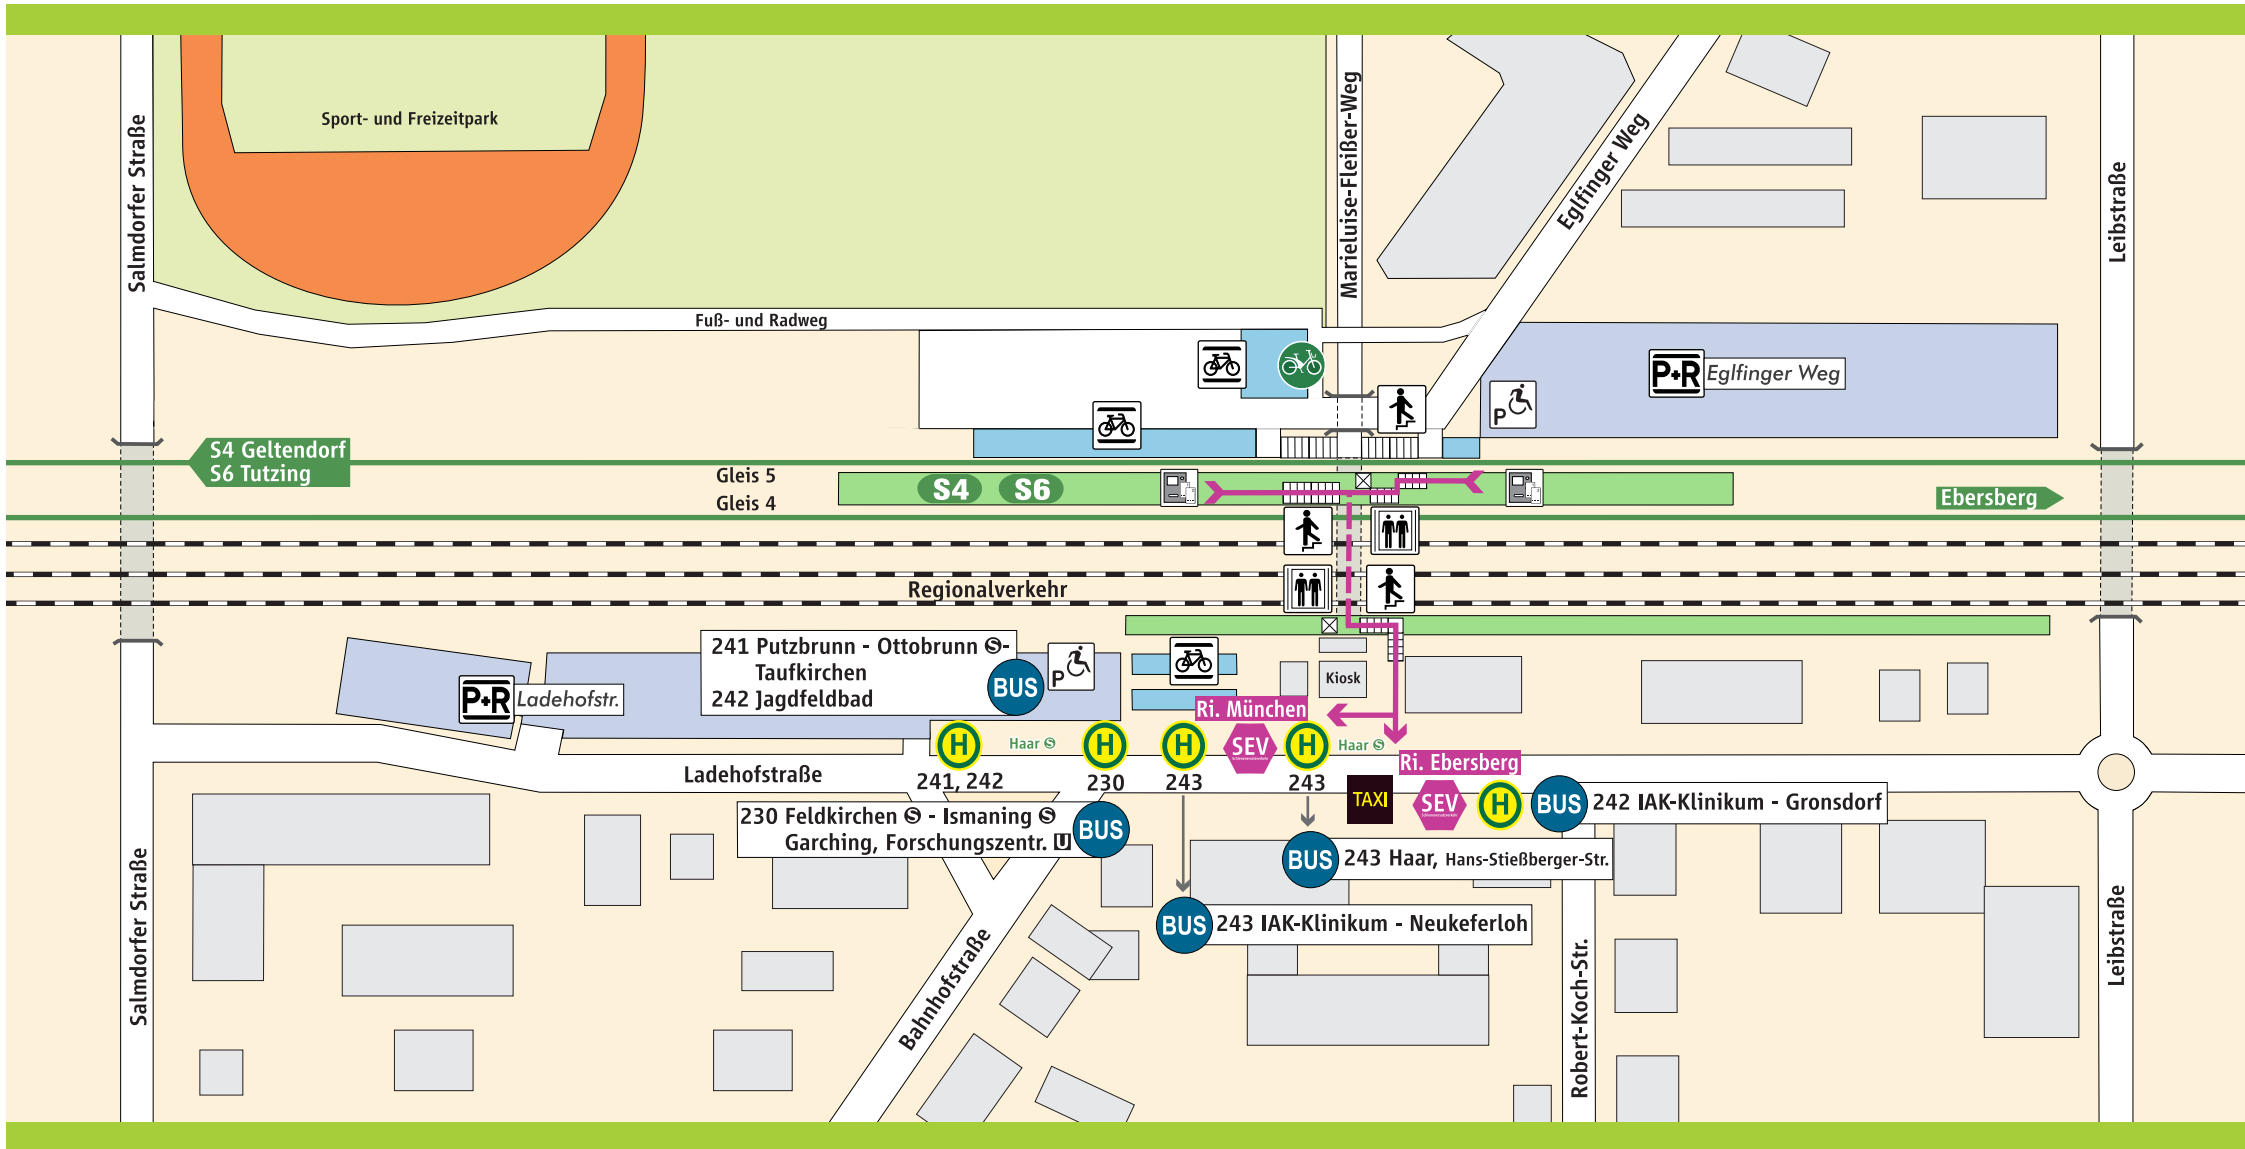 Sport- und Freizeitpark
Salmdorfer Straße
Marieluise-Fleißer-Weg
Eglfinger Weg
Leibstraße
Fuß- und Radweg
P+R Eglfinger Weg
P
S4 Geltendorf
S6 Tutzing
Gleis 5
Gleis 4
S4
S6
Ebersberg
Regionalverkehr
241 Putzbrunn - Ottobrunn S-
Taufkirchen
242 Jagdfeldbad
BUS
P
P+R Ladehofstr.
Kiosk
Ri. München
H
Haar S
H
H
SEV
H
Haar S
Ri. Ebersberg
Ladehofstraße
241, 242
230
243
243
TAXI
SEV
H
BUS
242 IAK-Klinikum - Gronsdorf
230 Feldkirchen S - Ismaning S
Garching, Forschungszentr. U
BUS
BUS
243 Haar, Hans-Stießberger-Str.
BUS
243 IAK-Klinikum - Neukeferloh
Salmdorfer Straße
Bahnhofstraße
Robert-Koch-Str.
Leibstraße